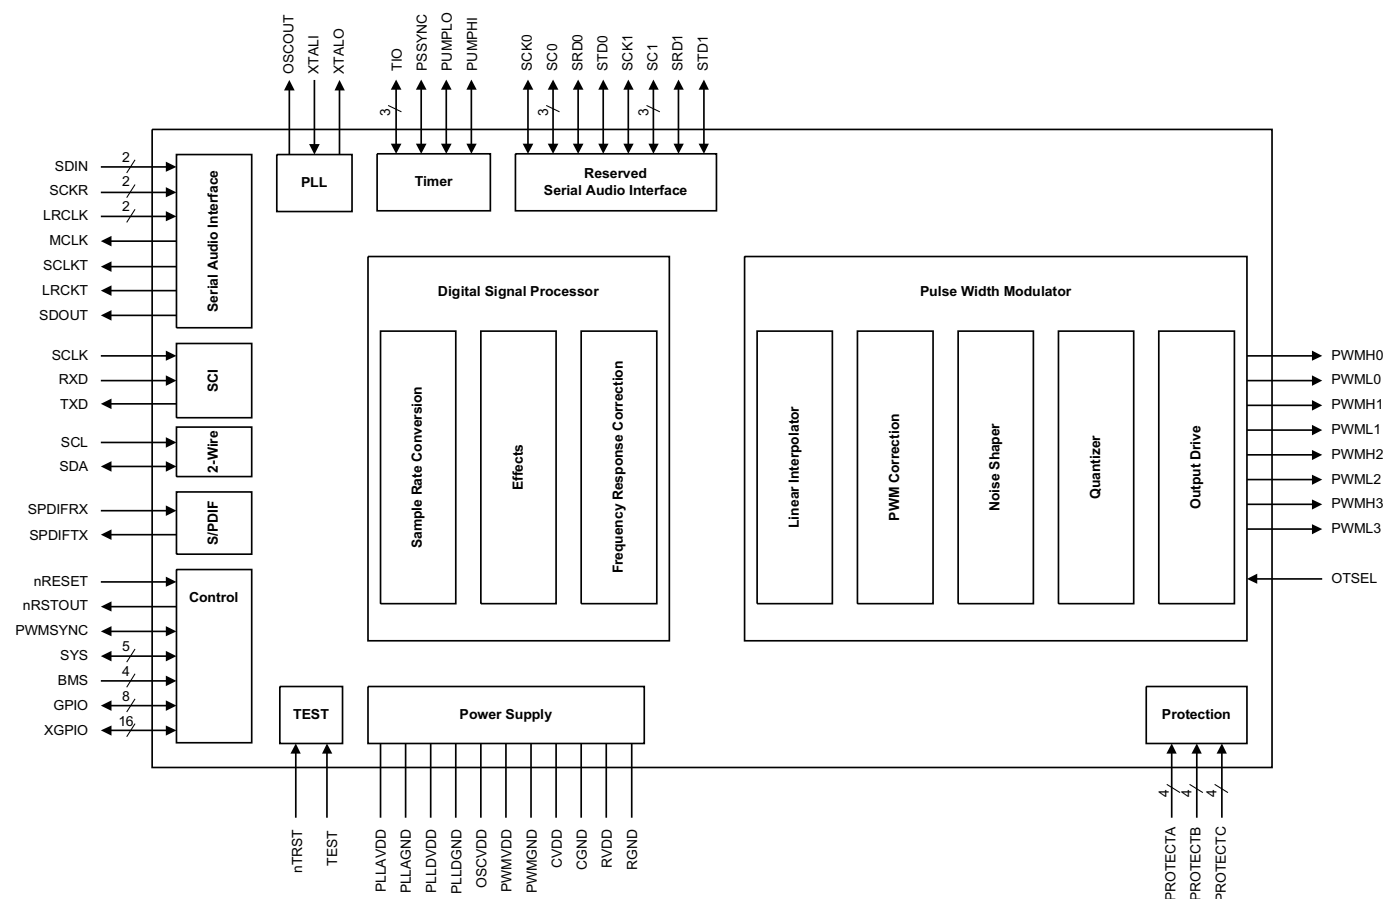 OSCOUT
XTALI
XTALO
TIO
PSSYNC
PUMPLO
PUMPHI
SCK0
SC0
SRD0
STD0
SCK1
SC1
SRD1
STD1
3
3
3
PLL
Timer
Reserved
Serial Audio Interface
SDIN
2
SCKR
2
LRCLK
2
MCLK
SCLKT
LRCKT
SDOUT
Serial Audio Interface
SCLK
RXD
TXD
SCI
SCL
SDA
2-Wire
SPDIFRX
SPDIFTX
S/PDIF
nRESET
nRSTOUT
PWMSYNC
SYS
5
BMS
4
GPIO
8
XGPIO
16
Control
Digital Signal Processor
Sample Rate Conversion
Effects
Frequency Response Correction
Pulse Width Modulator
Linear Interpolator
PWM Correction
Noise Shaper
Quantizer
Output Drive
PWMH0
PWML0
PWMH1
PWML1
PWMH2
PWML2
PWMH3
PWML3
OTSEL
TEST
Power Supply
Protection
4
4
4
nTRST
TEST
PLLAVDD
PLLAGND
PLLDVDD
PLLDGND
OSCVDD
PWMVDD
PWMGND
CVDD
CGND
RVDD
RGND
PROTECTA
PROTECTB
PROTECTC